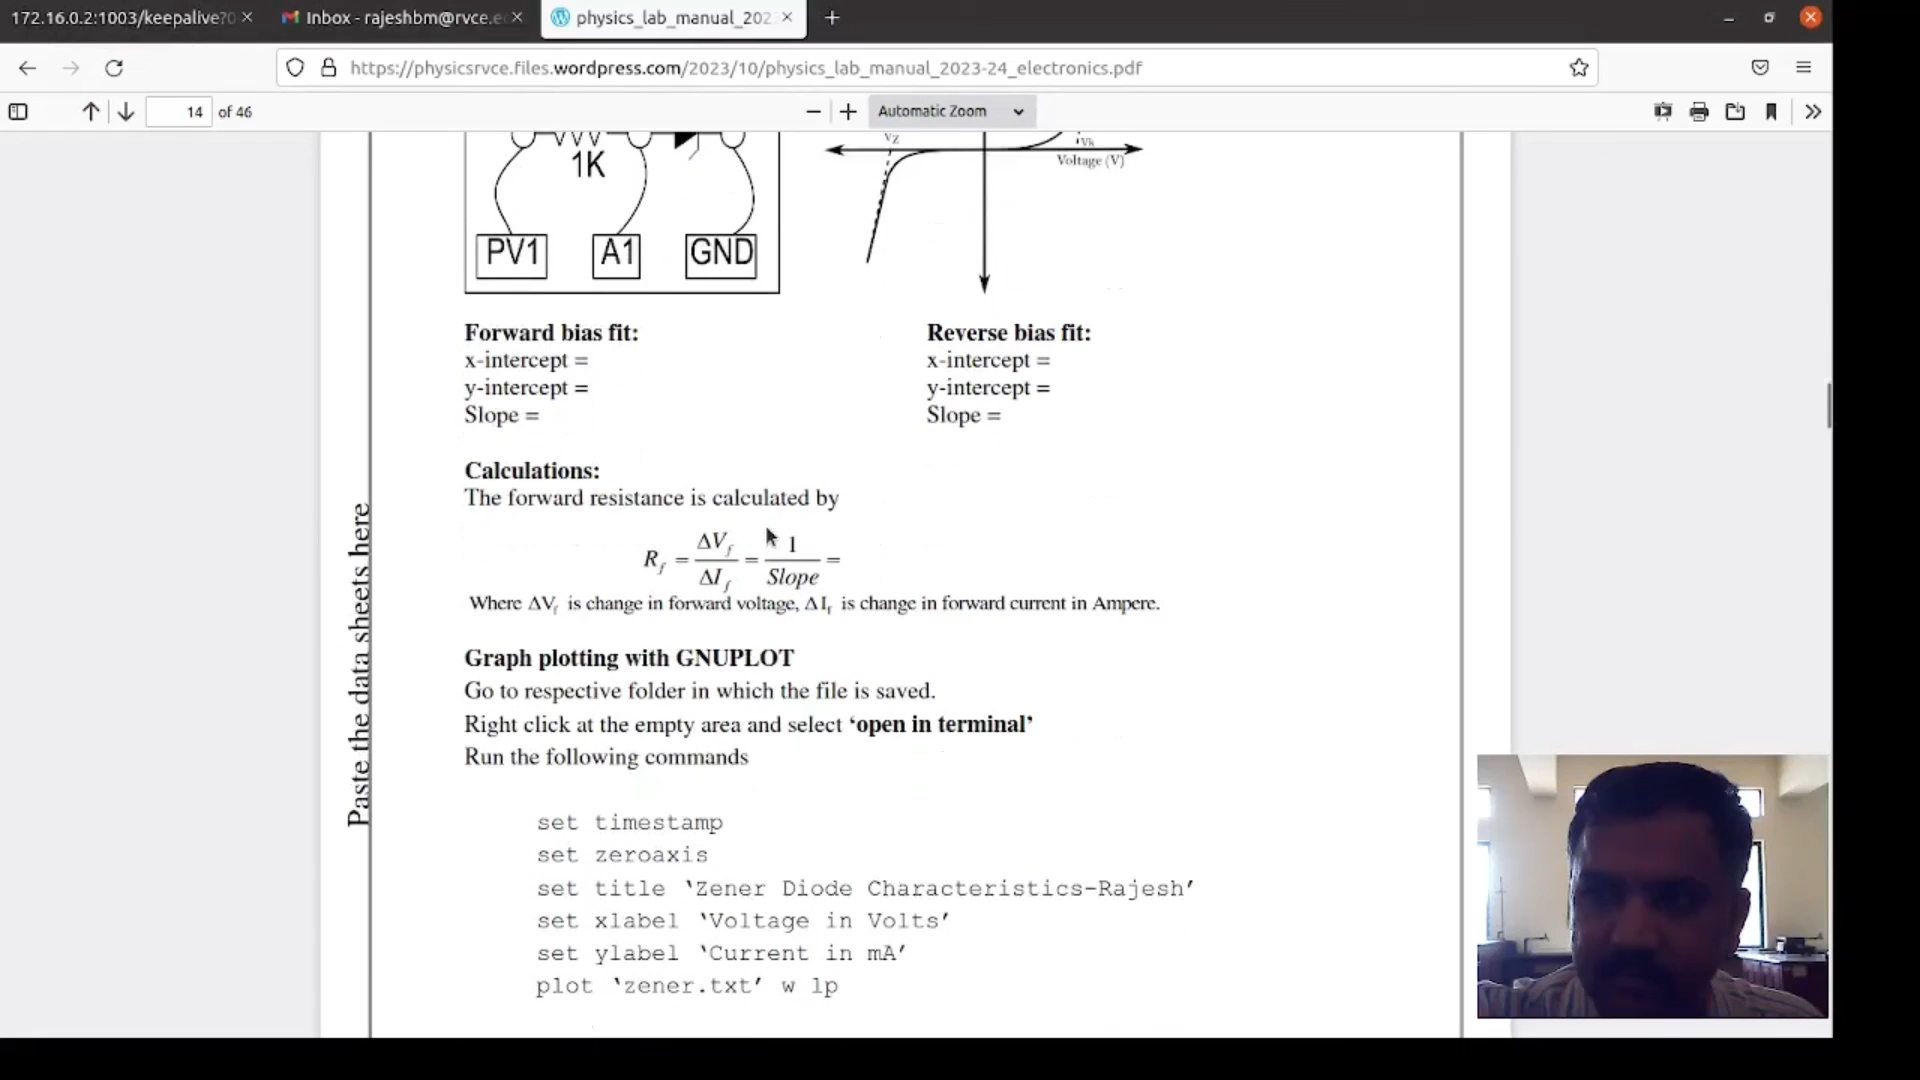 172.16.0.2:1003/keepalive?0
Inbox - rajeshbm@rvce.e
physics_lab_manual_202
https://physicsrvce.files.wordpress.com/2023/10/physics_lab_manual_2023-24_electronics.pdf
14 of 46
Automatic Zoom
1K
PV1 A1 GND
Vz
Vk
Voltage (V)
Forward bias fit:
x-intercept =
y-intercept =
Slope =
Reverse bias fit:
x-intercept =
y-intercept =
Slope =
Calculations:
The forward resistance is calculated by
R_f = ΔV_f / ΔI_f = 1 / Slope =
Where ΔV_f is change in forward voltage, ΔI_f is change in forward current in Ampere.
Paste the data sheets here
Graph plotting with GNUPLOT
Go to respective folder in which the file is saved.
Right click at the empty area and select ‘open in terminal’
Run the following commands
set timestamp
set zeroaxis
set title ‘Zener Diode Characteristics-Rajesh’
set xlabel ‘Voltage in Volts’
set ylabel ‘Current in mA’
plot ‘zener.txt’ w lp